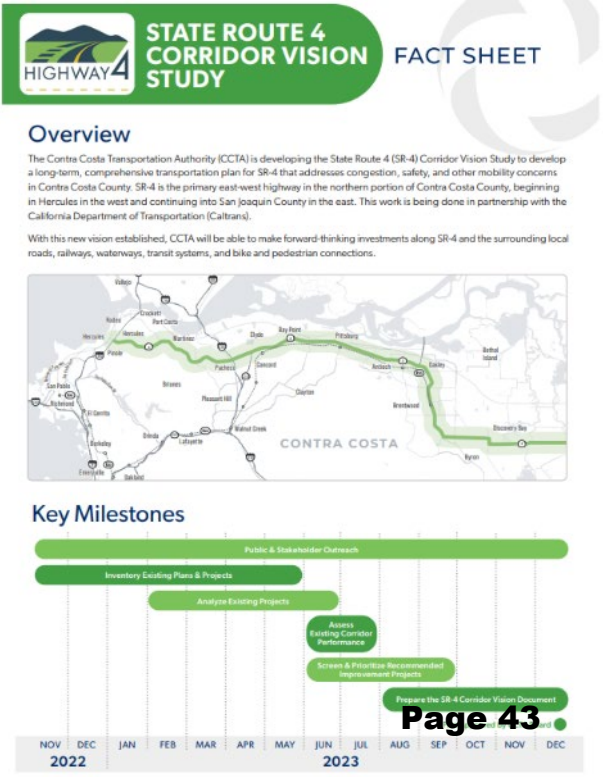 HIGHWAY 4
STATE ROUTE 4
CORRIDOR VISION
STUDY
FACT SHEET
Overview
The Contra Costa Transportation Authority (CCTA) is developing the State Route 4 (SR-4) Corridor Vision Study to develop
a long-term, comprehensive transportation plan for SR-4 that addresses congestion, safety, and other mobility concerns
in Contra Costa County. SR-4 is the primary east-west highway in the northern portion of Contra Costa County, beginning
in Hercules in the west and continuing into San Joaquin County in the east. This work is being done in partnership with the
California Department of Transportation (Caltrans).
With this new vision established, CCTA will be able to make forward-thinking investments along SR-4 and the surrounding local
roads, railways, waterways, transit systems, and bike and pedestrian connections.
Vallejo
Rodeo
Crockett
Port Costa
Hercules
Hercules
Martinez
Pinole
Clyde
Bay Point
Pittsburg
Pacheco
Concord
Antioch
Oakley
Bethel
Island
San Pablo
Richmond
Briones
Pleasant Hill
Clayton
Brentwood
El Cerrito
Orinda
Lafayette
Walnut Creek
Discovery Bay
Berkeley
CONTRA COSTA
Byron
Emeryville
Oakland
Key Milestones
Public & Stakeholder Outreach
Inventory Existing Plans & Projects
Analyze Existing Projects
Assess
Existing Corridor
Performance
Screen & Prioritize Recommended
Improvement Projects
Prepare the SR-4 Corridor Vision Document
Page 43
NOV DEC JAN FEB MAR APR MAY JUN JUL AUG SEP OCT NOV DEC
2022 2023